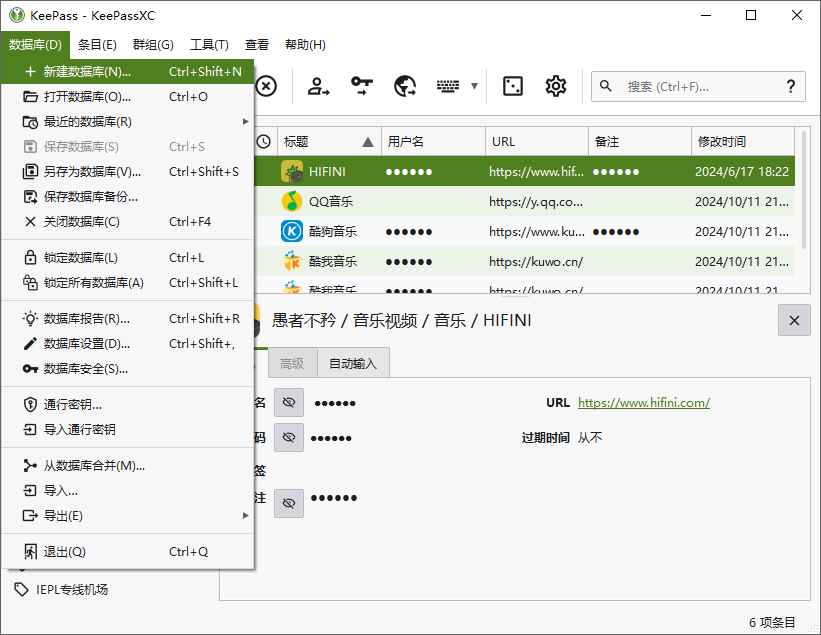 KeePass - KeePassXC
数据库(D) 条目(E) 群组(G) 工具(T) 查看 帮助(H)
新建数据库(N)... Ctrl+Shift+N
打开数据库(O)... Ctrl+O
最近的数据库(R)
保存数据库(S) Ctrl+S
另存为数据库(V)... Ctrl+Shift+S
保存数据库备份...
关闭数据库(C) Ctrl+F4
锁定数据库(L) Ctrl+L
锁定所有数据库(A) Ctrl+Shift+L
数据库报告(R)... Ctrl+Shift+R
数据库设置(D)... Ctrl+Shift+,
数据库安全(S)...
通行密钥...
导入通行密钥
从数据库合并(M)...
导入...
导出(E)
退出(Q) Ctrl+Q
IEPL专线机场
搜索 (Ctrl+F)... ?
标题 用户名 URL 备注 修改时间
HIFINI ●●●●●● https://www.hif... ●●●●●● 2024/6/17 18:22
QQ音乐 https://y.qq.co... 2024/10/11 21...
酷狗音乐 ●●●●●● https://www.ku... ●●●●●● 2024/10/11 21...
酷我音乐 ●●●●●● https://kuwo.cn/ 2024/10/11 21...
酷我音乐 ●●●●●● https://kuwo.cn/ 2024/10/11 21...
愚者不矜 / 音乐视频 / 音乐 / HIFINI
高级 自动输入
名 ●●●●●● URL https://www.hifini.com/
码 ●●●●●● 过期时间 从不
签
注 ●●●●●●
6 项条目